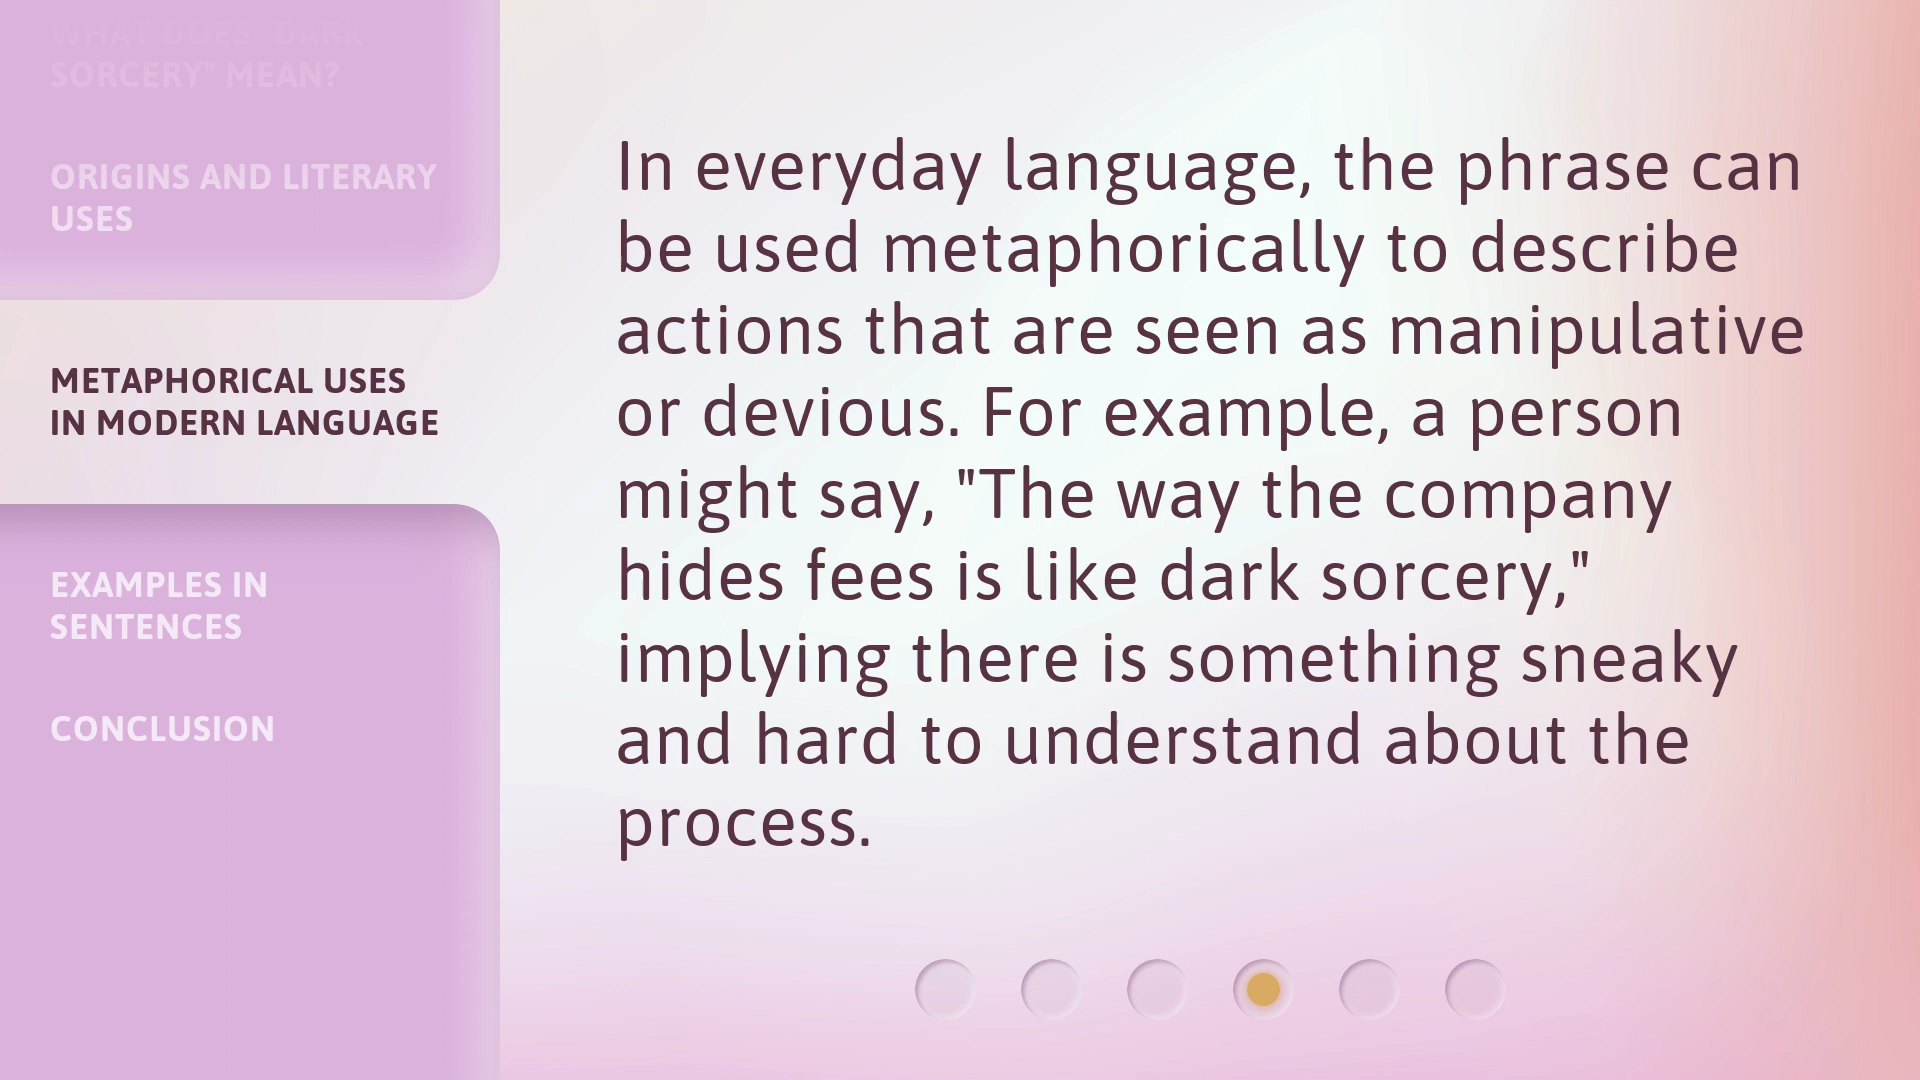 WHAT DOES "DARK
SORCERY" MEAN?
ORIGINS AND LITERARY
USES
METAPHORICAL USES
IN MODERN LANGUAGE
EXAMPLES IN
SENTENCES
CONCLUSION
In everyday language, the phrase can
be used metaphorically to describe
actions that are seen as manipulative
or devious. For example, a person
might say, "The way the company
hides fees is like dark sorcery,"
implying there is something sneaky
and hard to understand about the
process.